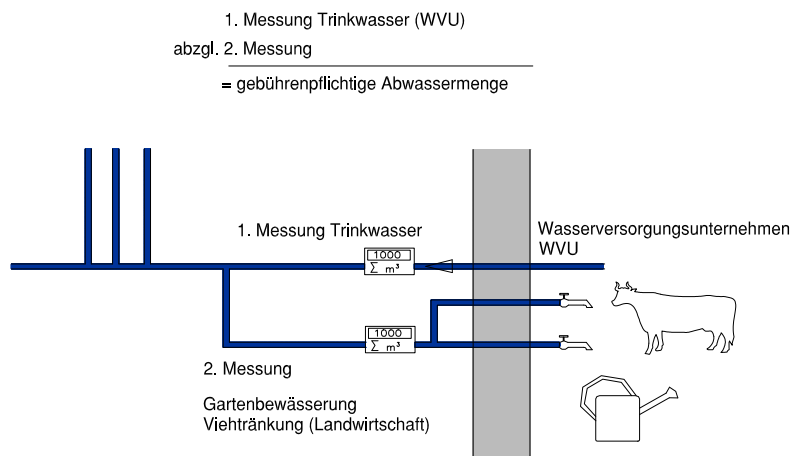 1. Messung Trinkwasser (WVU)
abzgl. 2. Messung
= gebührenpflichtige Abwassermenge
1. Messung Trinkwasser
Wasserversorgungsunternehmen
WVU
1000
Σ m³
1000
Σ m³
2. Messung
Gartenbewässerung
Viehtränkung (Landwirtschaft)